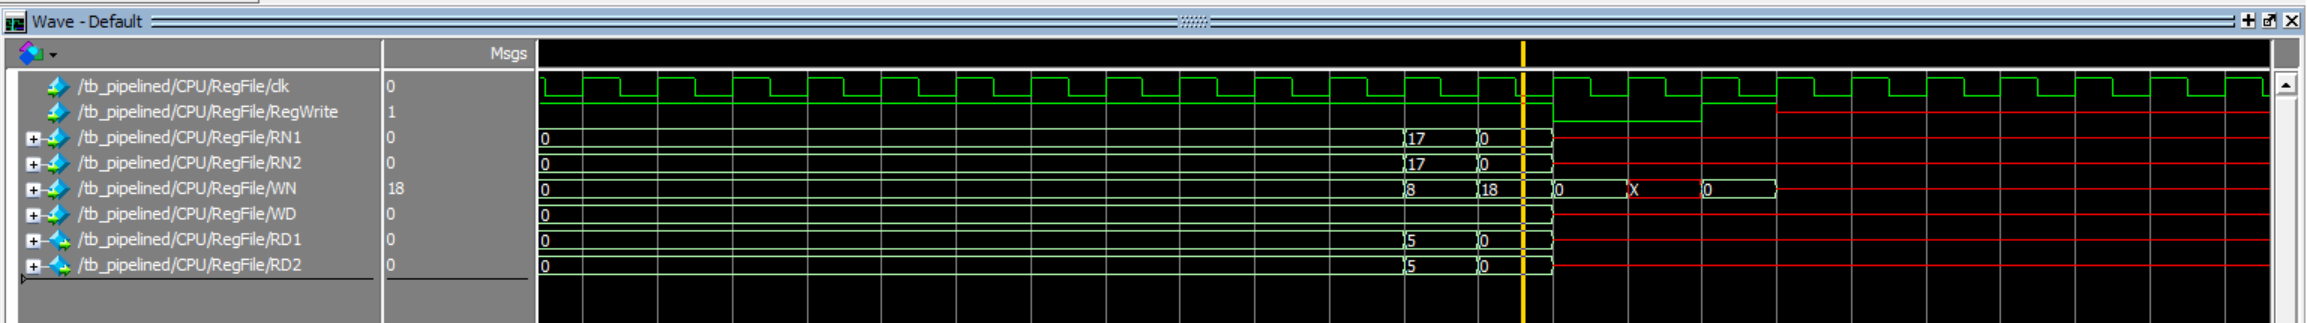 Wave - Default
Msgs
/tb_pipelined/CPU/RegFile/clk 0
/tb_pipelined/CPU/RegFile/RegWrite 1
/tb_pipelined/CPU/RegFile/RN1 0 0 17 0
/tb_pipelined/CPU/RegFile/RN2 0 0 17 0
/tb_pipelined/CPU/RegFile/WN 18 0 8 18 0 X 0
/tb_pipelined/CPU/RegFile/WD 0 0
/tb_pipelined/CPU/RegFile/RD1 0 0 5 0
/tb_pipelined/CPU/RegFile/RD2 0 0 5 0